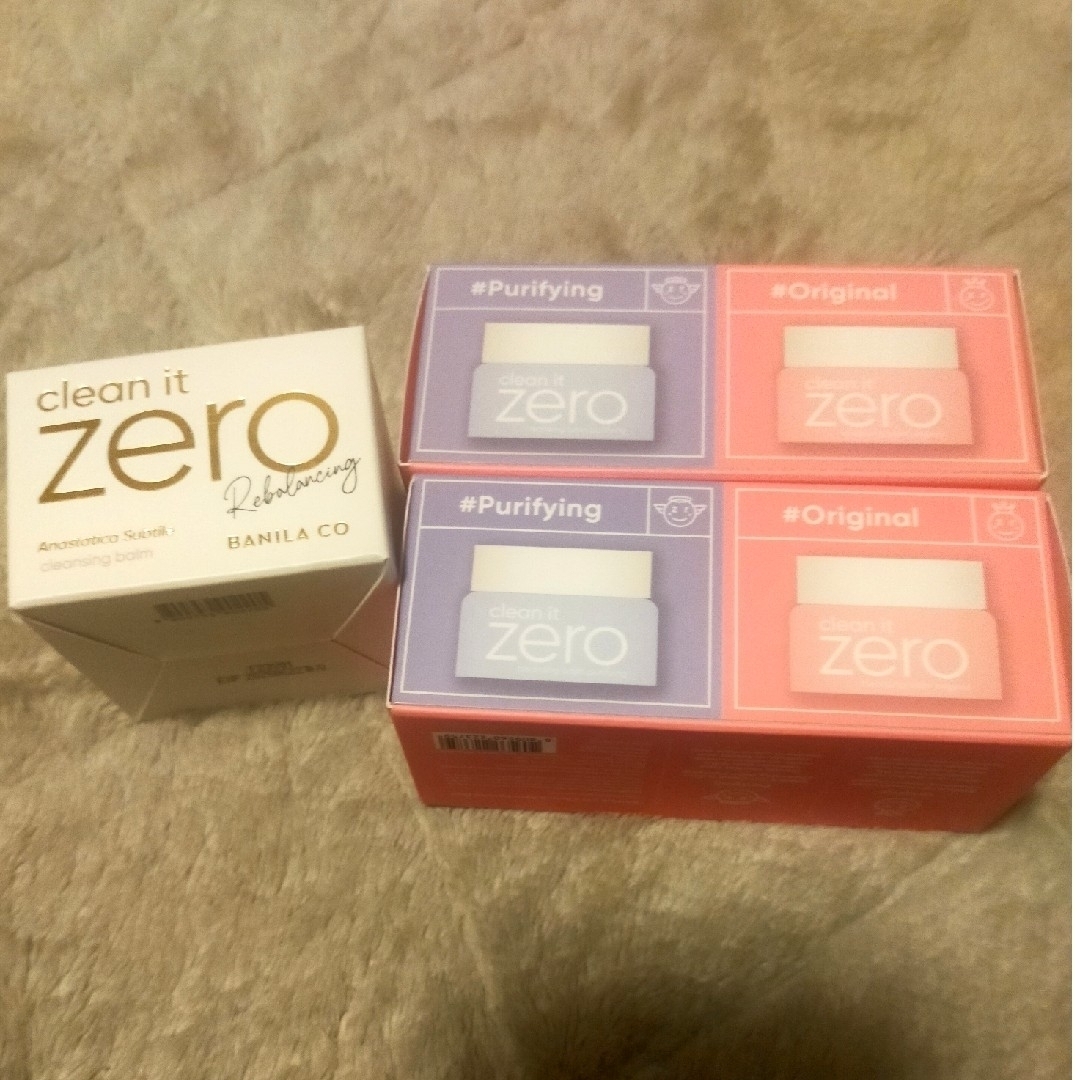 clean it
zero
Rebalancing
Anastatica Subtilis
cleansing balm
BANILA CO
#Purifying
clean it
zero
#Original
clean it
zero
#Purifying
clean it
zero
#Original
clean it
zero